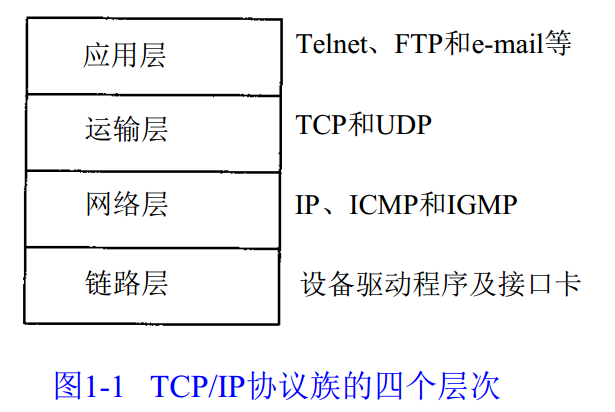 应用层 Telnet、FTP和e-mail等
运输层 TCP和UDP
网络层 IP、ICMP和IGMP
链路层 设备驱动程序及接口卡
图1-1 TCP/IP协议族的四个层次